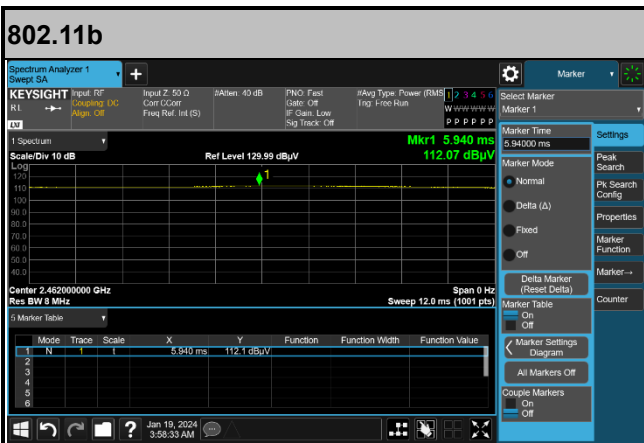 802.11b
Spectrum Analyzer 1
Swept SA
+
Marker
KEYSIGHT
RL
LXI
Input: RF
Coupling: DC
Align: Off
Input Z: 50 Ω
Corr CCorr
Freq Ref: Int (S)
#Atten: 40 dB
PNO: Fast
Gate: Off
IF Gain: Low
Sig Track: Off
#Avg Type: Power (RMS
Trig: Free Run
1 2 3 4 5 6
W W W W W W
P P P P P P
Select Marker
Marker 1
1 Spectrum
Scale/Div 10 dB
Ref Level 129.99 dBµV
Mkr1 5.940 ms
112.07 dBµV
Log
120
110
100
90.0
80.0
70.0
60.0
50.0
40.0
1
Center 2.462000000 GHz
Res BW 8 MHz
Span 0 Hz
Sweep 12.0 ms (1001 pts)
5 Marker Table
Mode Trace Scale X Y Function Function Width Function Value
1 N 1 t 5.940 ms 112.1 dBµV
2
3
4
5
6
Marker Time
5.94000 ms
Marker Mode
Normal
Delta (Δ)
Fixed
Off
Delta Marker
(Reset Delta)
Marker Table
On
Off
Marker Settings
Diagram
All Markers Off
Couple Markers
On
Off
Settings
Peak
Search
Pk Search
Config
Properties
Marker
Function
Marker→
Counter
?
Jan 19, 2024
3:58:33 AM